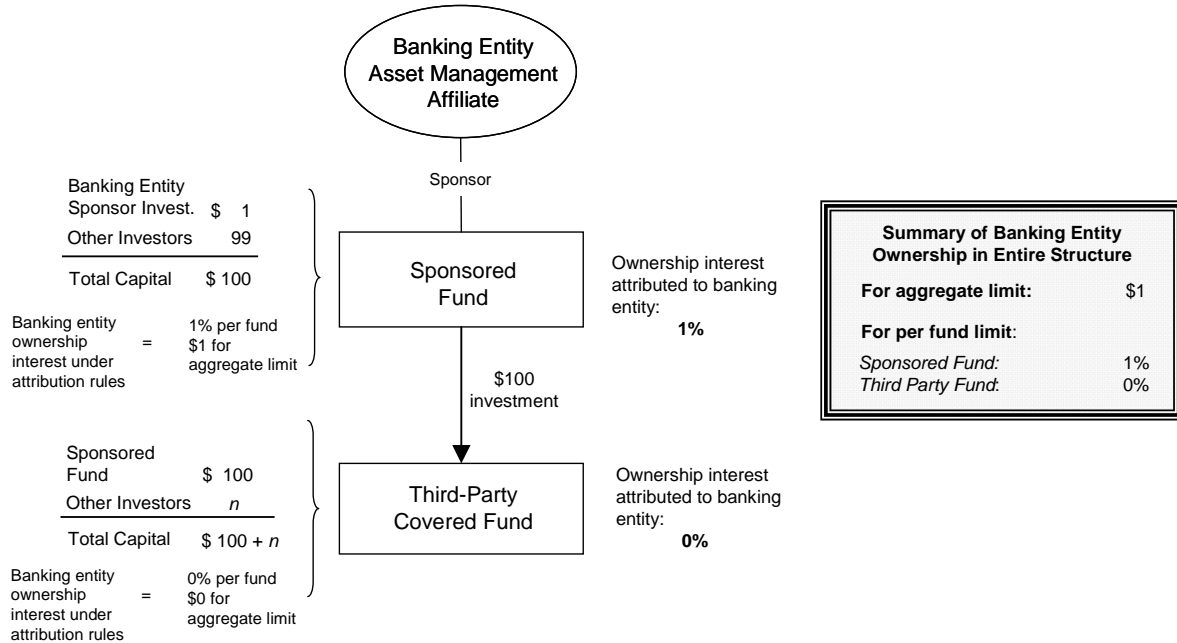 Banking Entity
Asset Management
Affiliate
Sponsor
Banking Entity
Sponsor Invest. $ 1
Other Investors 99
Total Capital $ 100
Banking entity
ownership
interest under
attribution rules
=
1% per fund
$1 for
aggregate limit
Sponsored
Fund
Ownership interest
attributed to banking
entity:
1%
$100
investment
Sponsored
Fund $ 100
Other Investors n
Total Capital $ 100 + n
Banking entity
ownership
interest under
attribution rules
=
0% per fund
$0 for
aggregate limit
Third-Party
Covered Fund
Ownership interest
attributed to banking
entity:
0%
Summary of Banking Entity
Ownership in Entire Structure
For aggregate limit: $1
For per fund limit:
Sponsored Fund: 1%
Third Party Fund: 0%